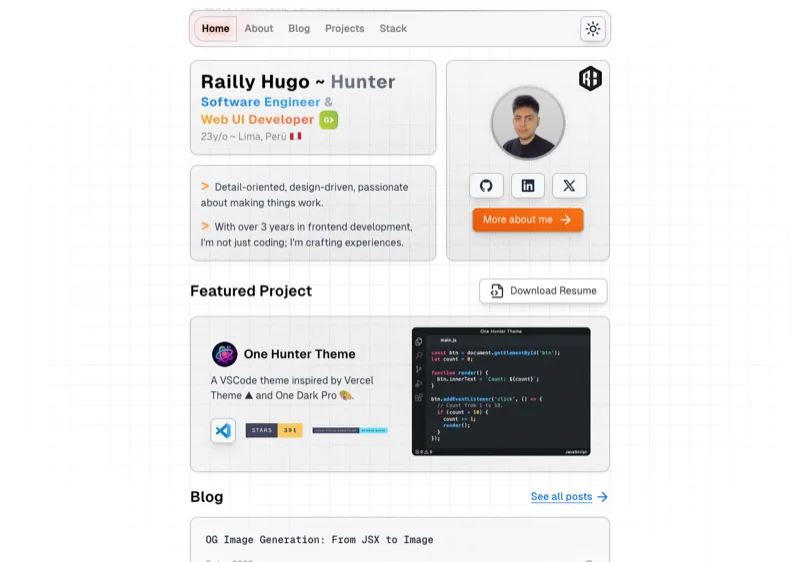 Home About Blog Projects Stack
Railly Hugo ~ Hunter
Software Engineer &
Web UI Developer
23y/o ~ Lima, Perú
> Detail-oriented, design-driven, passionate
about making things work.
> With over 3 years in frontend development,
I'm not just coding; I'm crafting experiences.
RH
More about me →
Featured Project
Download Resume
One Hunter Theme
A VSCode theme inspired by Vercel
Theme ▲ and One Dark Pro 🎨.
STARS 391
One Hunter Theme
main.js
const btn = document.getElementById('btn');
let count = 0;
function render() {
btn.innerText = `Count: ${count}`;
}
btn.addEventListener('click', () => {
// Count from 1 to 10.
if (count < 10) {
count += 1;
render();
}
});
JavaScript
Blog
See all posts →
OG Image Generation: From JSX to Image